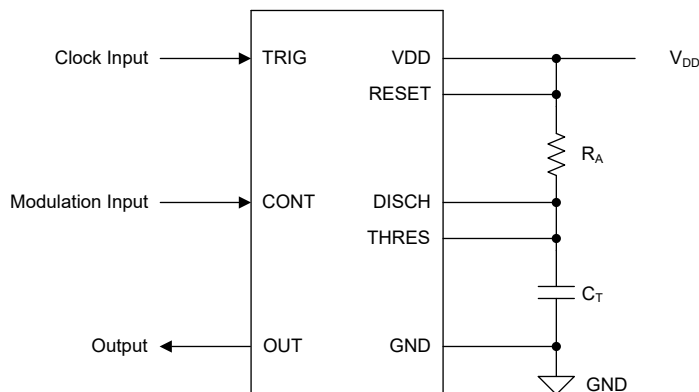 Clock Input TRIG VDD V_DD
RESET
R_A
Modulation Input CONT DISCH
THRES
C_T
Output OUT GND
GND